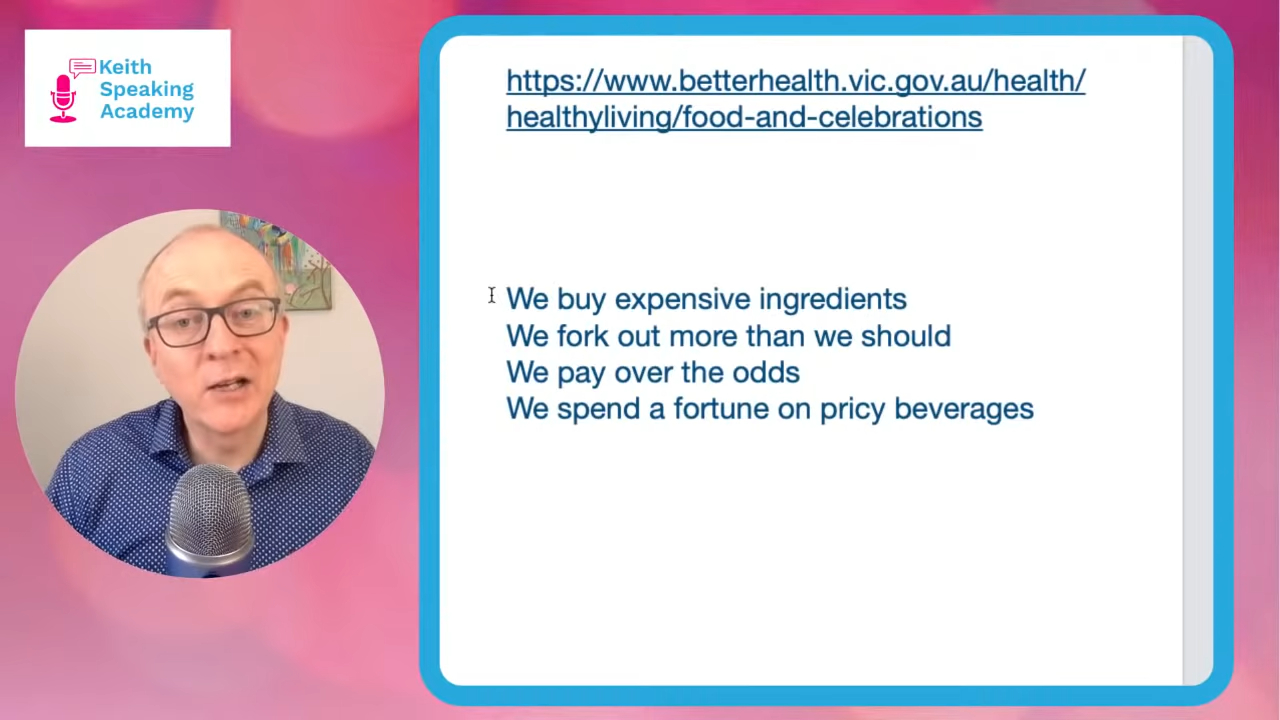 Keith
Speaking
Academy
https://www.betterhealth.vic.gov.au/health/
healthyliving/food-and-celebrations
We buy expensive ingredients
We fork out more than we should
We pay over the odds
We spend a fortune on pricy beverages